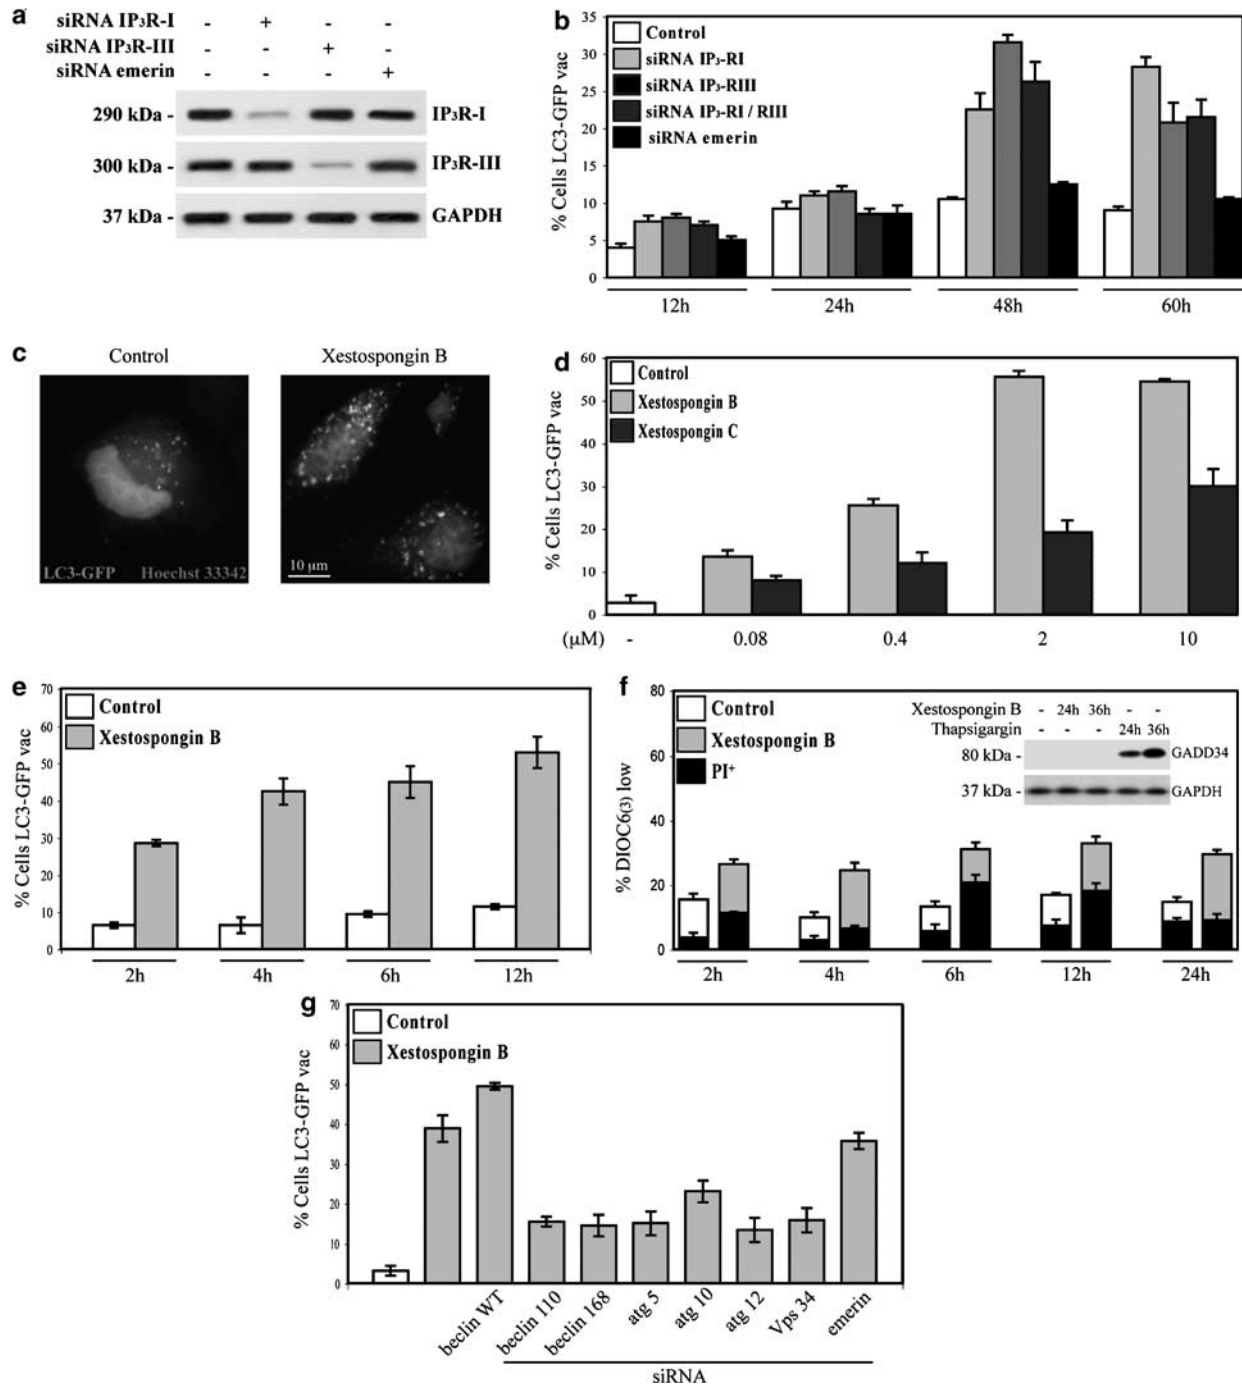 a
siRNA IP3R-I - + - -
siRNA IP3R-III - - + -
siRNA emerin - - - +
290 kDa - IP3R-I
300 kDa - IP3R-III
37 kDa - GAPDH
b
% Cells LC3-GFP vac
35
30
25
20
15
10
5
0
Control
siRNA IP3-RI
siRNA IP3-RIII
siRNA IP3-RI / RIII
siRNA emerin
12h 24h 48h 60h
c
Control Xestospongin B
LC3-GFP Hoechst 33342
10 µm
d
% Cells LC3-GFP vac
60
50
40
30
20
10
0
Control
Xestospongin B
Xestospongin C
(µM) - 0.08 0.4 2 10
e
% Cells LC3-GFP vac
70
60
50
40
30
20
10
0
Control
Xestospongin B
2h 4h 6h 12h
f
% DIOC6(3) low
80
60
40
20
0
Control
Xestospongin B
PI+
Xestospongin B - 24h 36h - -
Thapsigargin - - - 24h 36h
80 kDa - GADD34
37 kDa - GAPDH
2h 4h 6h 12h 24h
g
% Cells LC3-GFP vac
70
60
50
40
30
20
10
0
Control
Xestospongin B
beclin WT
beclin 110
beclin 168
atg 5
atg 10
atg 12
Vps 34
emerin
siRNA